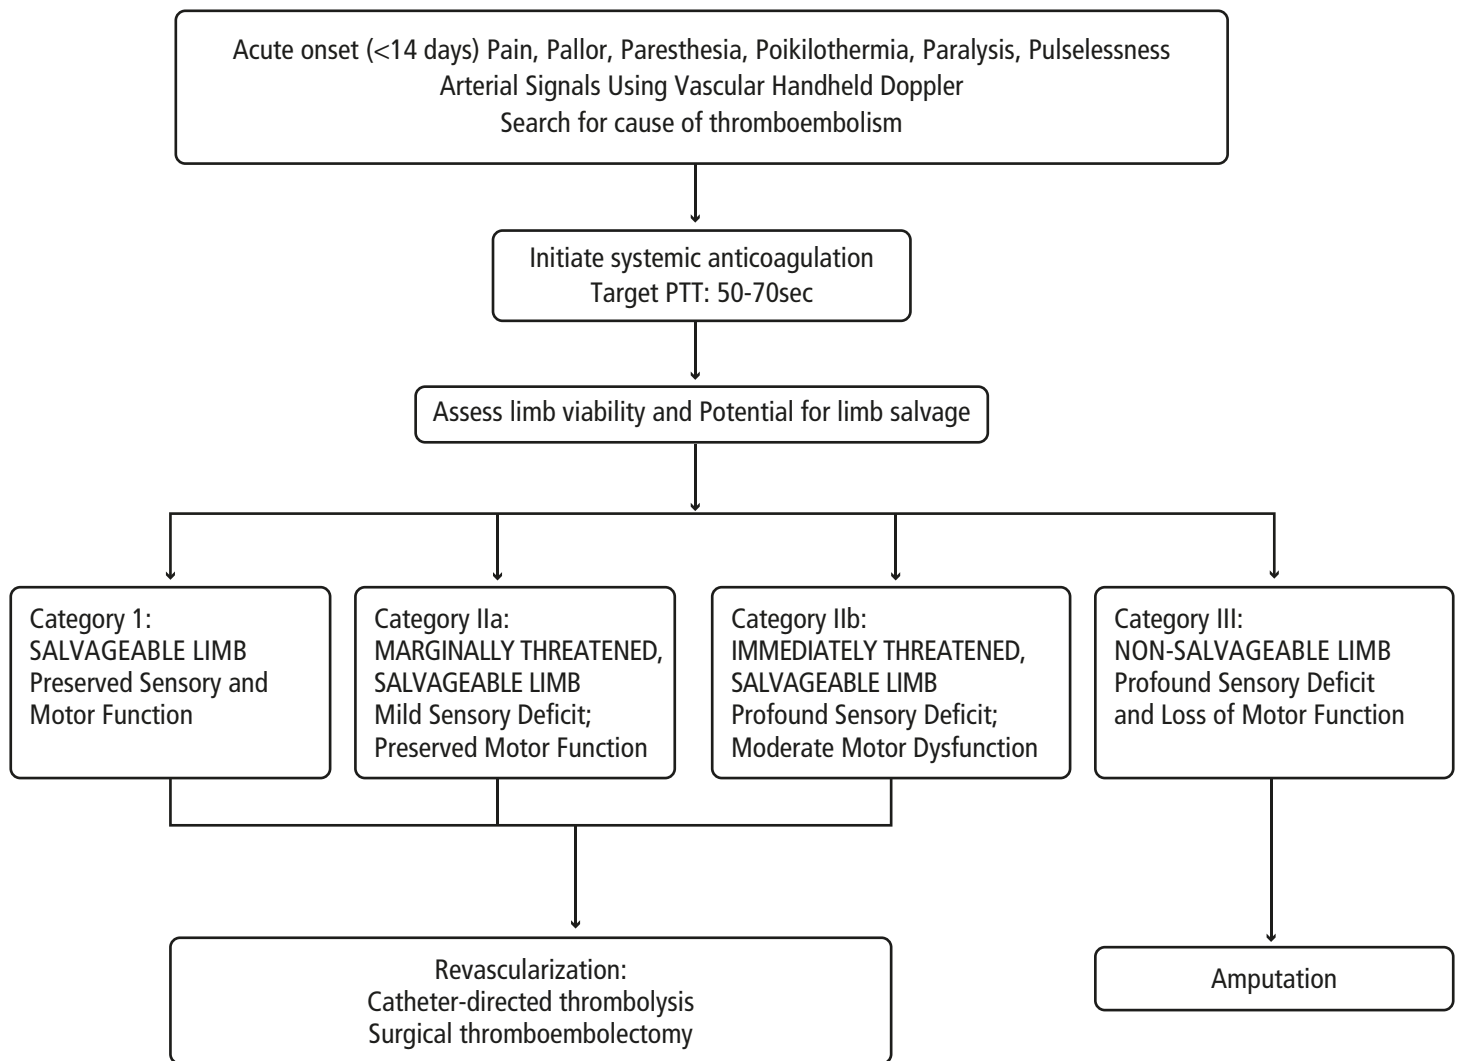 Acute onset (<14 days) Pain, Pallor, Paresthesia, Poikilothermia, Paralysis, Pulselessness
Arterial Signals Using Vascular Handheld Doppler
Search for cause of thromboembolism
Initiate systemic anticoagulation
Target PTT: 50-70sec
Assess limb viability and Potential for limb salvage
Category 1:
SALVAGEABLE LIMB
Preserved Sensory and
Motor Function
Category IIa:
MARGINALLY THREATENED,
SALVAGEABLE LIMB
Mild Sensory Deficit;
Preserved Motor Function
Category IIb:
IMMEDIATELY THREATENED,
SALVAGEABLE LIMB
Profound Sensory Deficit;
Moderate Motor Dysfunction
Category III:
NON-SALVAGEABLE LIMB
Profound Sensory Deficit
and Loss of Motor Function
Revascularization:
Catheter-directed thrombolysis
Surgical thromboembolectomy
Amputation